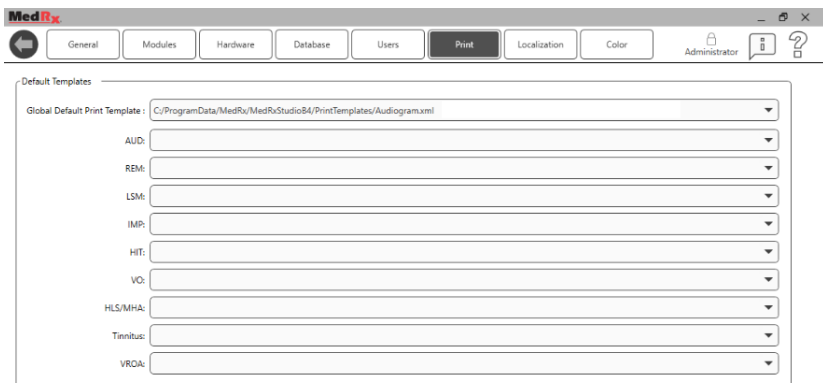 MedRx
General Modules Hardware Database Users Print Localization Color Administrator i ?
Default Templates
Global Default Print Template : C:/ProgramData/MedRx/MedRxStudio84/PrintTemplates/Audiogram.xml
AUD:
REM:
LSM:
IMP:
HIT:
VO:
HLS/MHA:
Tinnitus:
VROA: